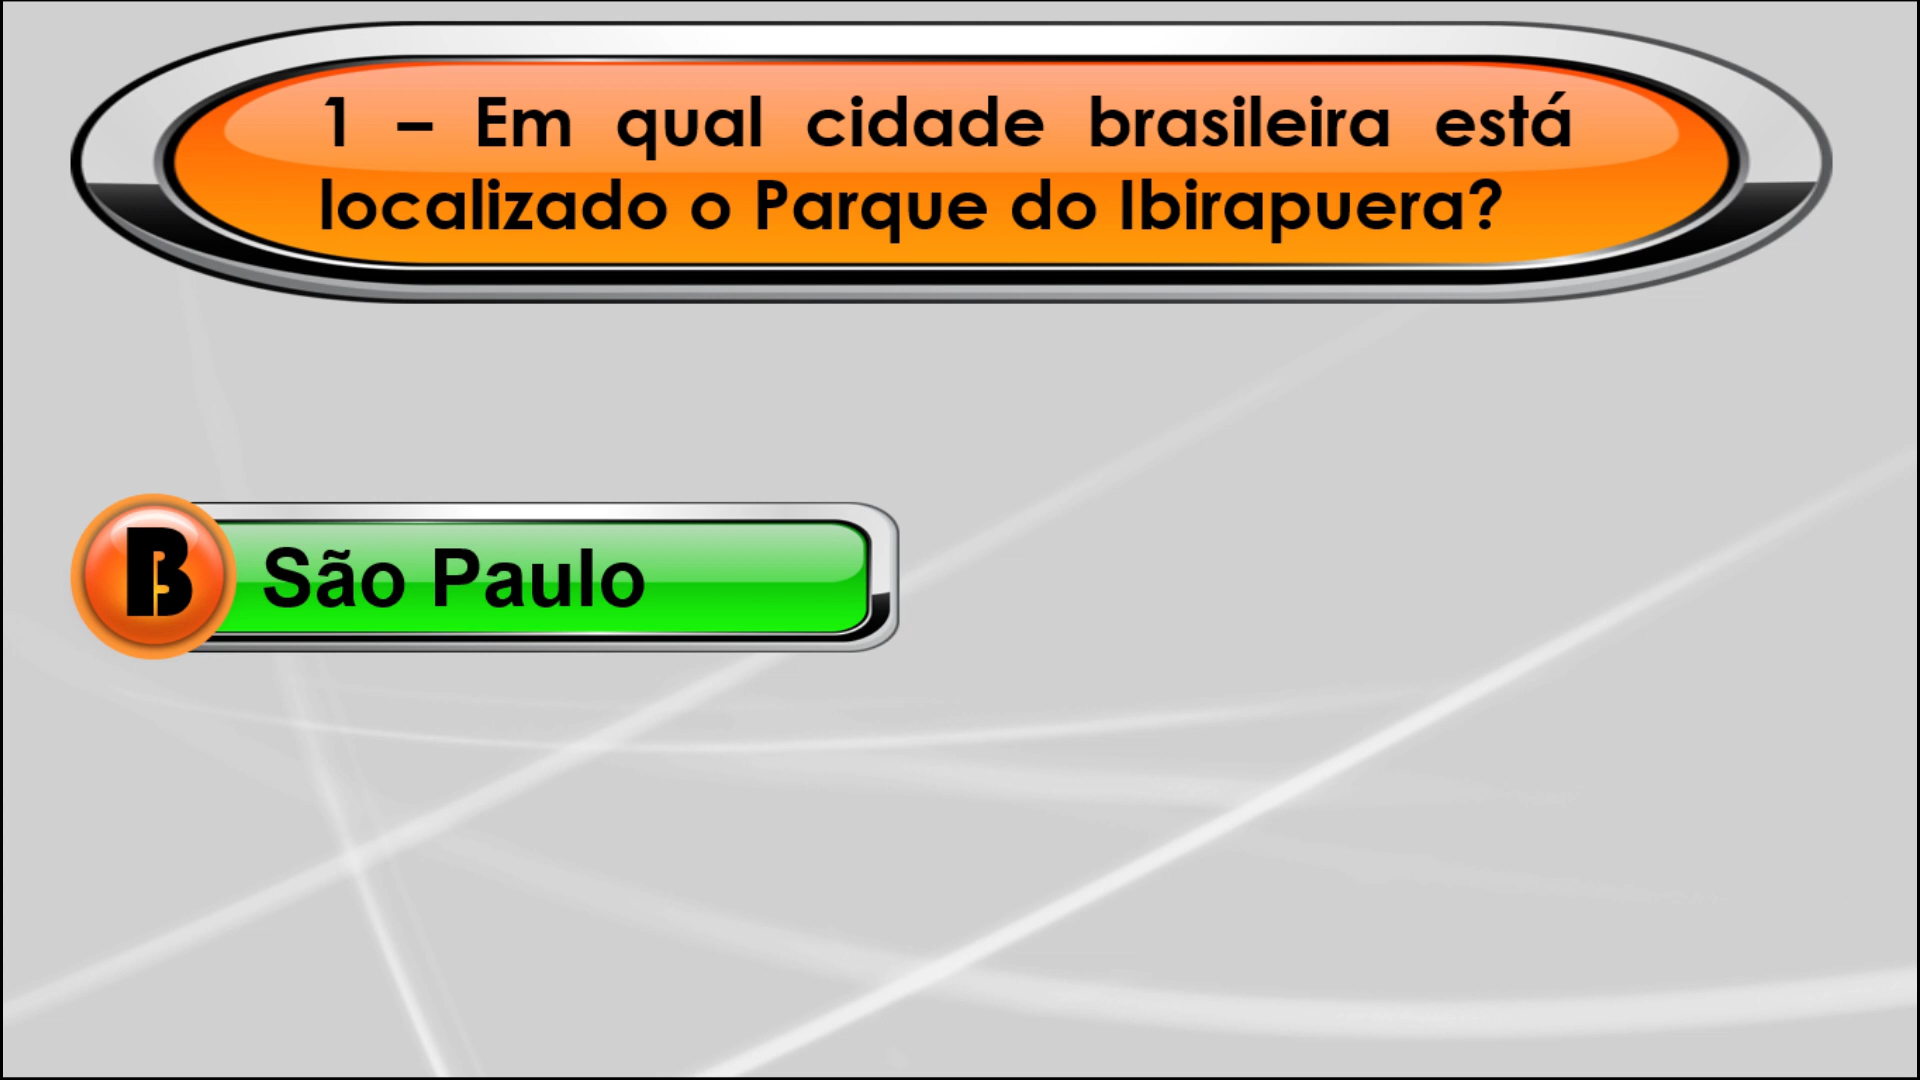 1 – Em qual cidade brasileira está
localizado o Parque do Ibirapuera?
B São Paulo